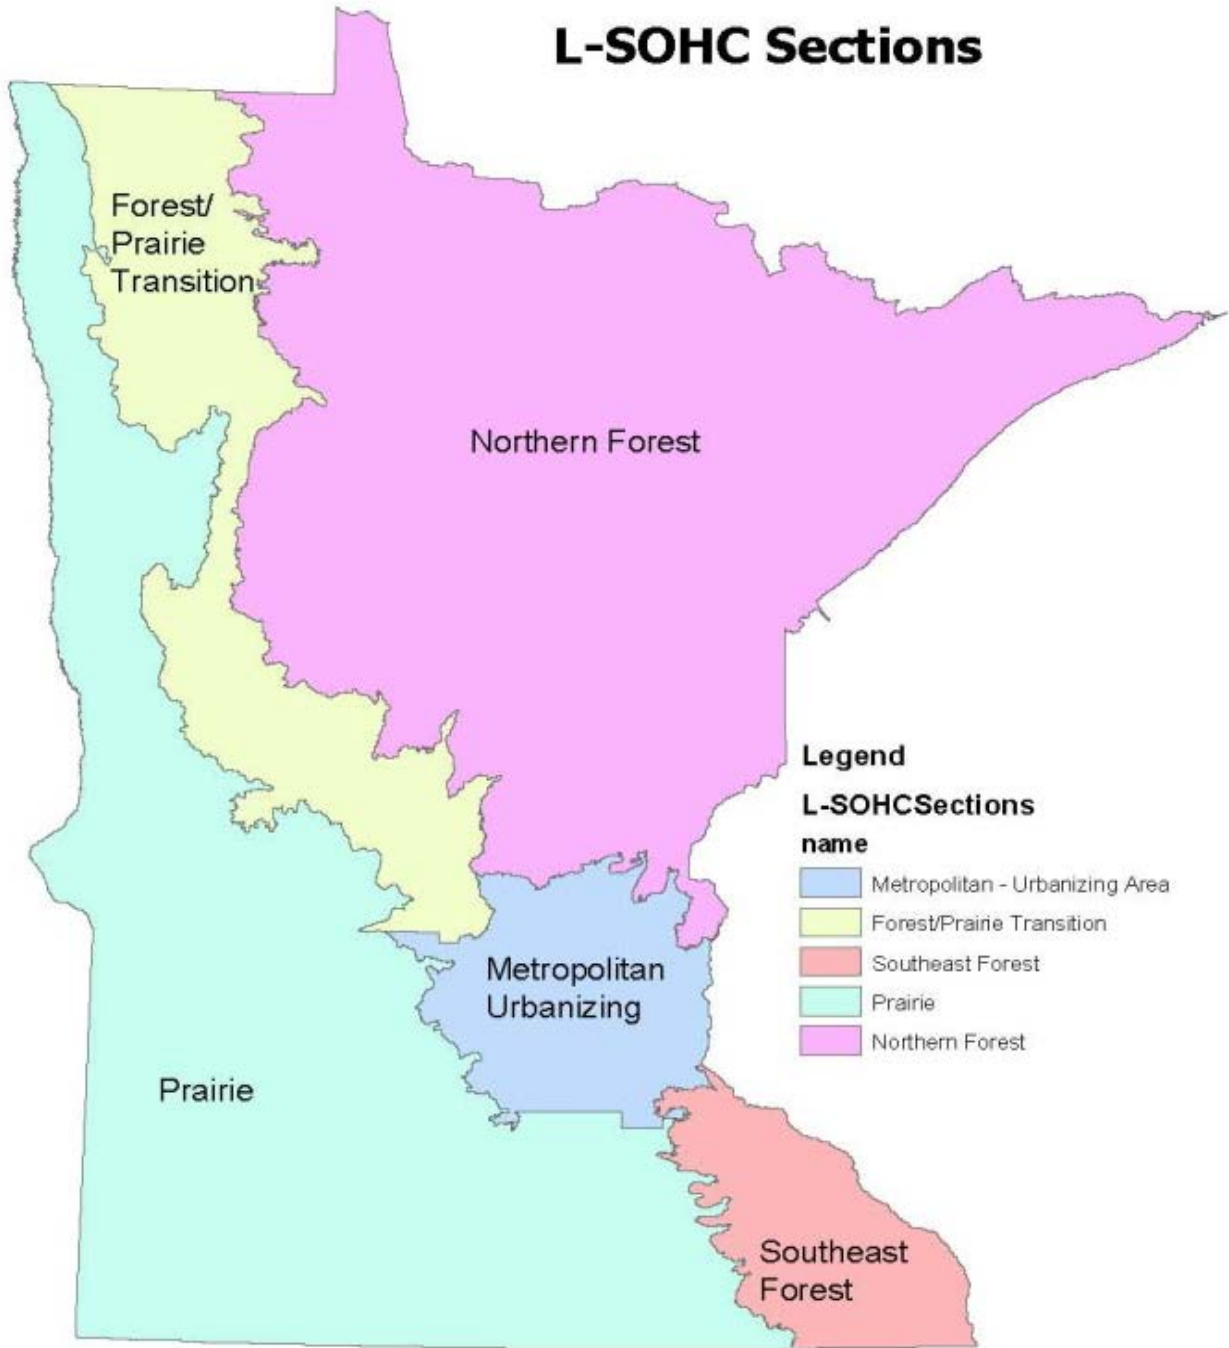 L-SOHC Sections
Forest/
Prairie
Transition
Northern Forest
Legend
L-SOHCSections
name
Metropolitan - Urbanizing Area
Forest/Prairie Transition
Southeast Forest
Prairie
Northern Forest
Metropolitan
Urbanizing
Prairie
Southeast
Forest